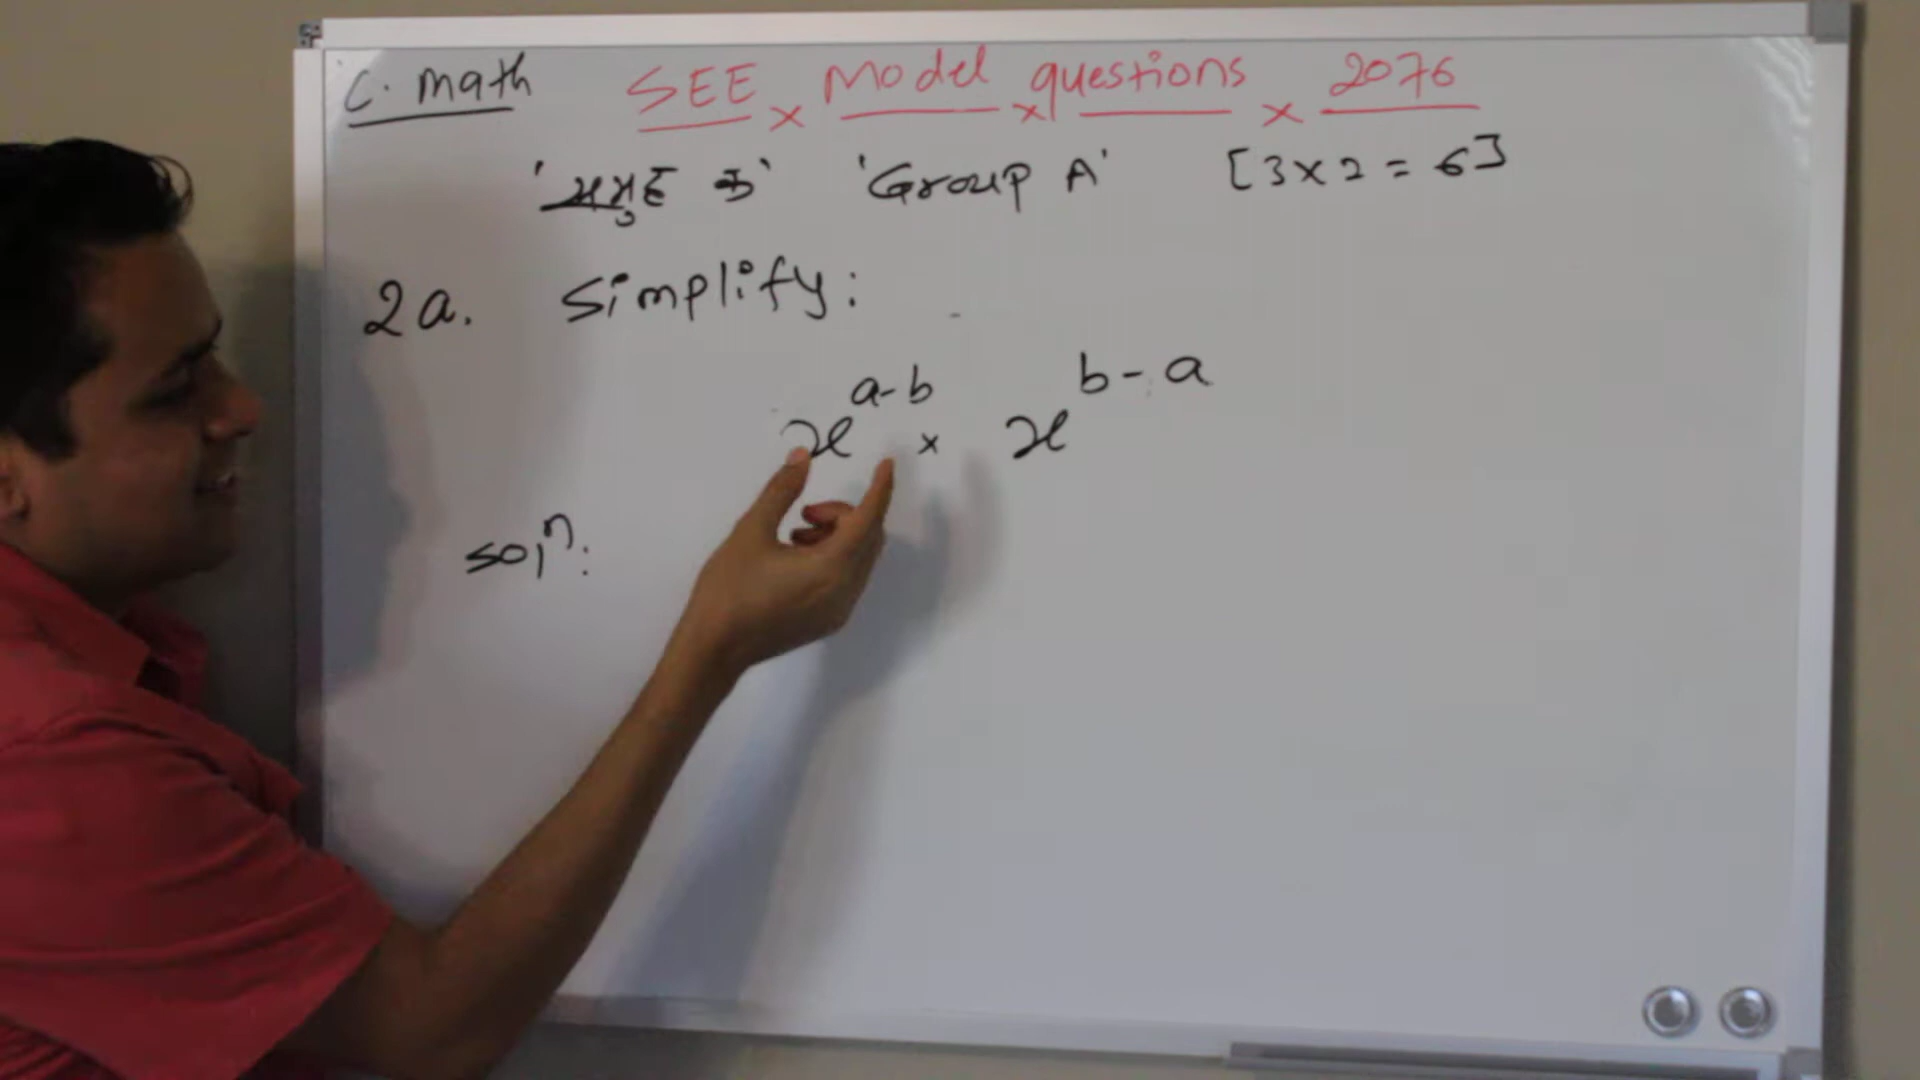 C. Math SEE Model questions 2076
'समूह क' 'Group A' [3 × 2 = 6]
2a. Simplify:
x^{a-b} × x^{b-a}
solⁿ: